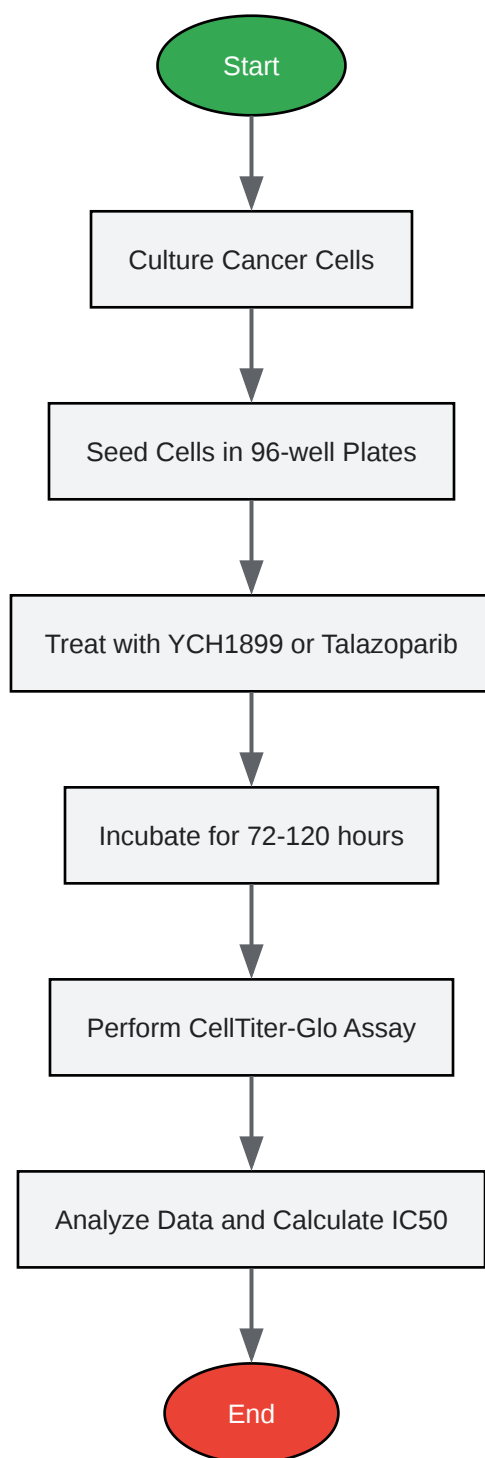 Start
Culture Cancer Cells
Seed Cells in 96-well Plates
Treat with YCH1899 or Talazoparib
Incubate for 72-120 hours
Perform CellTiter-Glo Assay
Analyze Data and Calculate IC50
End